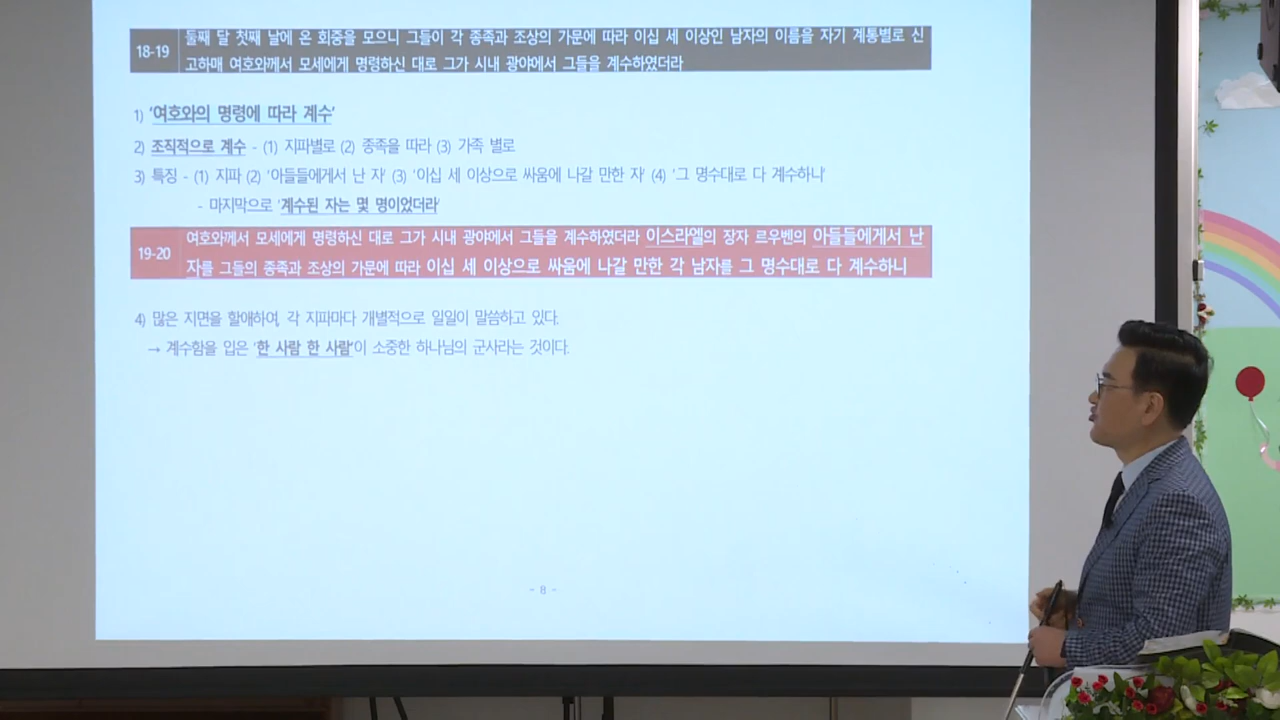 18-19
둘째 달 첫째 날에 온 회중을 모으니 그들이 각 종족과 조상의 가문에 따라 이십 세 이상인 남자의 이름을 자기 계통별로 신
고하매 여호와께서 모세에게 명령하신 대로 그가 시내 광야에서 그들을 계수하였더라
1) '여호와의 명령에 따라 계수'
2) 조직적으로 계수 - (1) 지파별로 (2) 종족을 따라 (3) 가족 별로
3) 특징 - (1) 지파 (2) '아들들에게서 난 자' (3) '이십 세 이상으로 싸움에 나갈 만한 자' (4) '그 명수대로 다 계수하니'
- 마지막으로 '계수된 자는 몇 명이었더라'
19-20
여호와께서 모세에게 명령하신 대로 그가 시내 광야에서 그들을 계수하였더라 이스라엘의 장자 르우벤의 아들들에게서 난
자를 그들의 종족과 조상의 가문에 따라 이십 세 이상으로 싸움에 나갈 만한 각 남자를 그 명수대로 다 계수하니
4) 많은 지면을 할애하여, 각 지파마다 개별적으로 일일이 말씀하고 있다.
→ 계수함을 입은 '한 사람 한 사람'이 소중한 하나님의 군사라는 것이다.
- 8 -